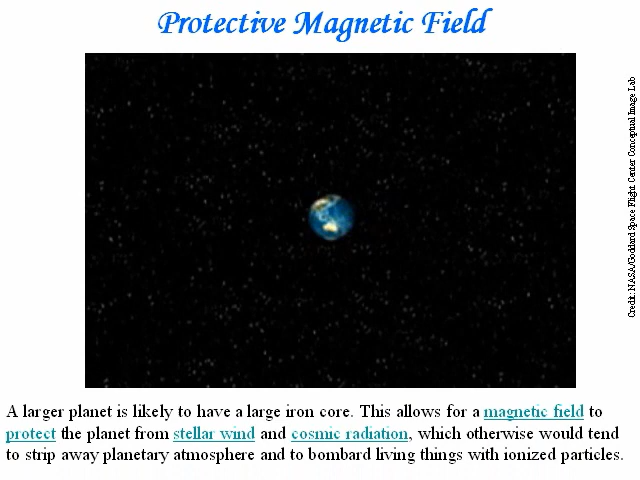 Protective Magnetic Field
Credit: NASA/Goddard Space Flight Center Conceptual Image Lab
A larger planet is likely to have a large iron core. This allows for a magnetic field to
protect the planet from stellar wind and cosmic radiation, which otherwise would tend
to strip away planetary atmosphere and to bombard living things with ionized particles.